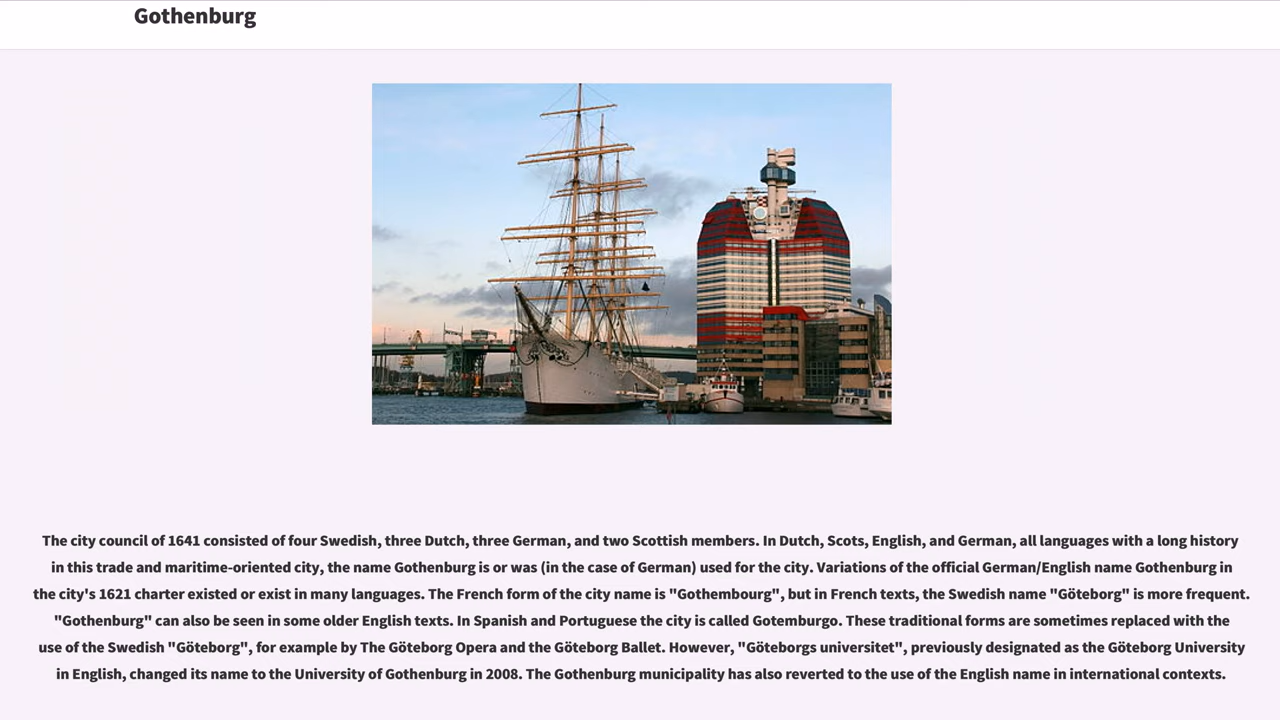 Gothenburg
The city council of 1641 consisted of four Swedish, three Dutch, three German, and two Scottish members. In Dutch, Scots, English, and German, all languages with a long history
in this trade and maritime-oriented city, the name Gothenburg is or was (in the case of German) used for the city. Variations of the official German/English name Gothenburg in
the city's 1621 charter existed or exist in many languages. The French form of the city name is "Gothembourg", but in French texts, the Swedish name "Göteborg" is more frequent.
"Gothenburg" can also be seen in some older English texts. In Spanish and Portuguese the city is called Gotemburgo. These traditional forms are sometimes replaced with the
use of the Swedish "Göteborg", for example by The Göteborg Opera and the Göteborg Ballet. However, "Göteborgs universitet", previously designated as the Göteborg University
in English, changed its name to the University of Gothenburg in 2008. The Gothenburg municipality has also reverted to the use of the English name in international contexts.